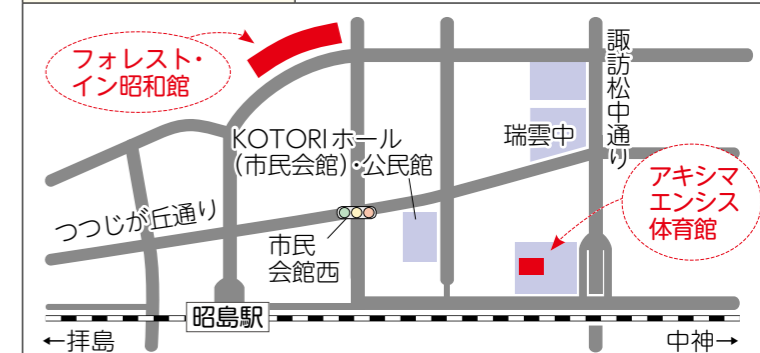 フォレスト・
イン昭和館
諏訪松中通り
KOTORIホール
(市民会館)・公民館
瑞雲中
アキシマ
エンシス
体育館
つつじが丘通り
市民
会館西
昭島駅
←拝島
中神→